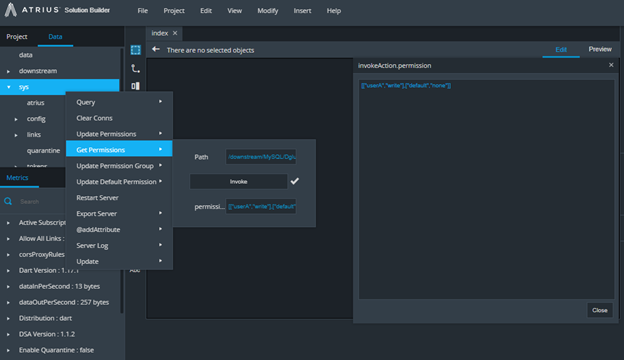 ATRIUS Solution Builder
File Project Edit View Modify Insert Help
Project Data
index ×
There are no selected objects
Edit Preview
data
downstream
sys
atrius
config
links
quarantine
tokens
Query
Clear Conns
Update Permissions
Get Permissions
Update Permission Group
Update Default Permission
Restart Server
Export Server
@addAttribute
Server Log
Update
Path
/downstream/MySQL/Oglu
Invoke
permissi...
[["userA","write"],["default"
invokeAction.permission ×
[["userA","write"],["default","none"]]
Close
Metrics
Search
Active Subscript
Allow All Links :
corsProxyRules
Dart Version : 1.17.1
dataInPerSecond : 13 bytes
dataOutPerSecond : 257 bytes
Distribution : dart
DSA Version : 1.1.2
Enable Quarantine : false